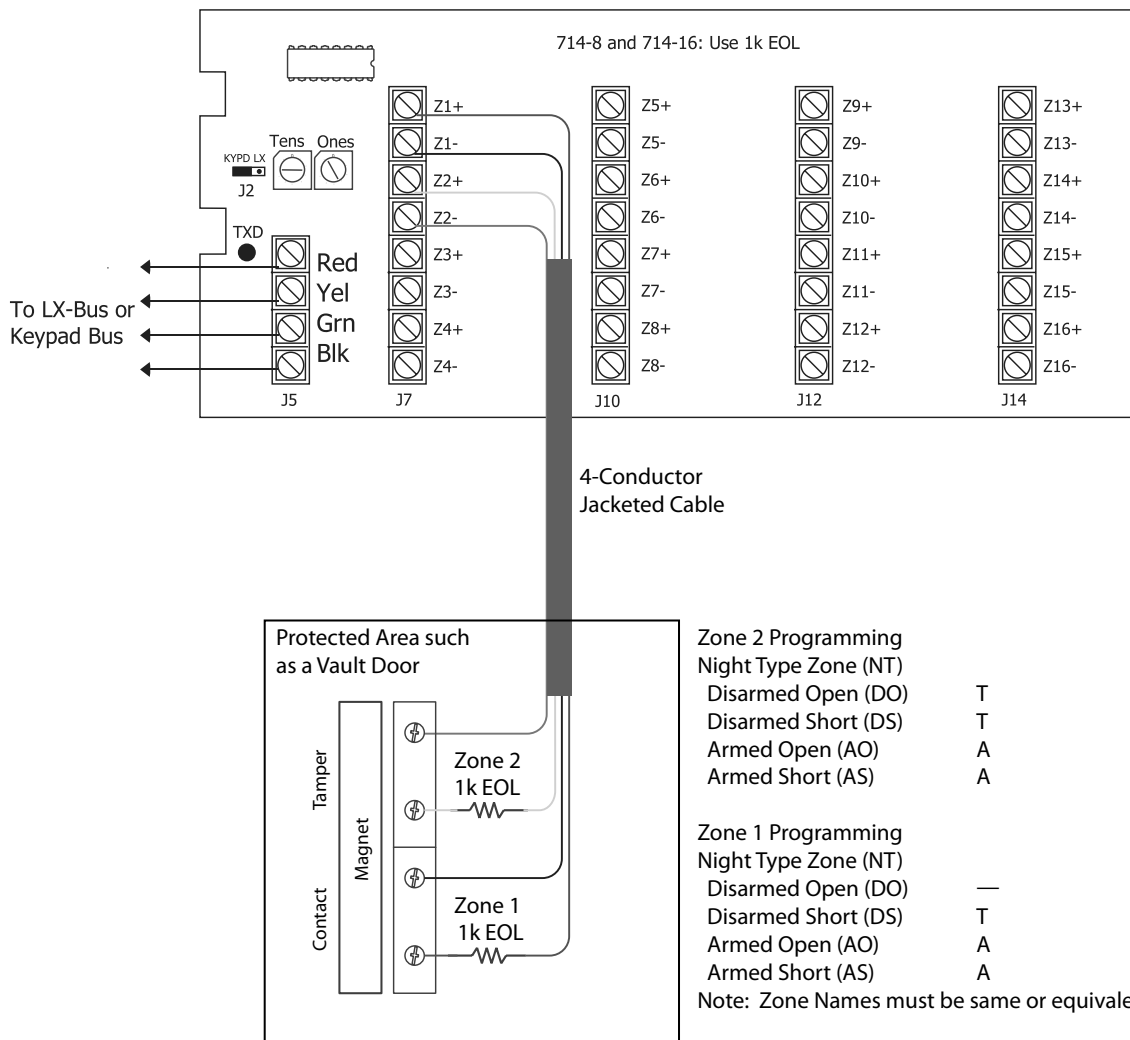 714-8 and 714-16: Use 1k EOL
Tens Ones
KYPD LX
J2
TXD
Red
Yel
Grn
Blk
To LX-Bus or
Keypad Bus
J5
Z1+
Z1-
Z2+
Z2-
Z3+
Z3-
Z4+
Z4-
J7
Z5+
Z5-
Z6+
Z6-
Z7+
Z7-
Z8+
Z8-
J10
Z9+
Z9-
Z10+
Z10-
Z11+
Z11-
Z12+
Z12-
J12
Z13+
Z13-
Z14+
Z14-
Z15+
Z15-
Z16+
Z16-
J14
4-Conductor
Jacketed Cable
Protected Area such
as a Vault Door
Tamper
Contact
Magnet
Zone 2
1k EOL
Zone 1
1k EOL
Zone 2 Programming
Night Type Zone (NT)
Disarmed Open (DO) T
Disarmed Short (DS) T
Armed Open (AO) A
Armed Short (AS) A
Zone 1 Programming
Night Type Zone (NT)
Disarmed Open (DO) —
Disarmed Short (DS) T
Armed Open (AO) A
Armed Short (AS) A
Note: Zone Names must be same or